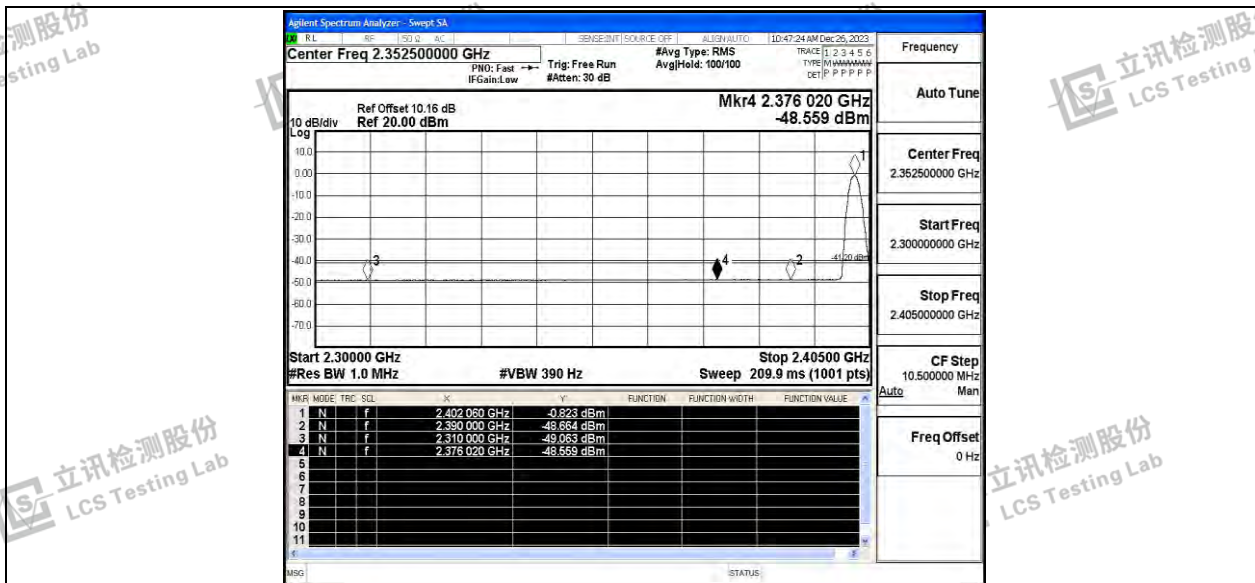 立讯检测股份
LCS Testing Lab
Agilent Spectrum Analyzer - Swept SA
RL RF 50 Ω AC SENSE:INT SOURCE OFF ALIGN AUTO 10:47:24 AM Dec 26, 2023
Center Freq 2.352500000 GHz
PNO: Fast
IFGain:Low
Trig: Free Run
#Atten: 30 dB
#Avg Type: RMS
Avg|Hold: 100/100
TRACE 1 2 3 4 5 6
TYPE M WWWWW
DET P P P P P P
Ref Offset 10.16 dB
10 dB/div Ref 20.00 dBm
Log
Mkr4 2.376 020 GHz
-48.559 dBm
10.0
0.00
-10.0
-20.0
-30.0
-40.0
-50.0
-60.0
-70.0
1
3
4
2
-41.20 dBm
Start 2.30000 GHz
Stop 2.40500 GHz
#Res BW 1.0 MHz #VBW 390 Hz Sweep 209.9 ms (1001 pts)
MKR MODE TRC SCL X Y FUNCTION FUNCTION WIDTH FUNCTION VALUE
1 N f 2.402 060 GHz -0.823 dBm
2 N f 2.390 000 GHz -48.664 dBm
3 N f 2.310 000 GHz -49.063 dBm
4 N f 2.376 020 GHz -48.559 dBm
5
6
7
8
9
10
11
MSG STATUS
Frequency
Auto Tune
Center Freq
2.352500000 GHz
Start Freq
2.300000000 GHz
Stop Freq
2.405000000 GHz
CF Step
10.500000 MHz
Auto Man
Freq Offset
0 Hz
立讯检测股份
LCS Testing Lab
立讯检测股份
LCS Testing Lab